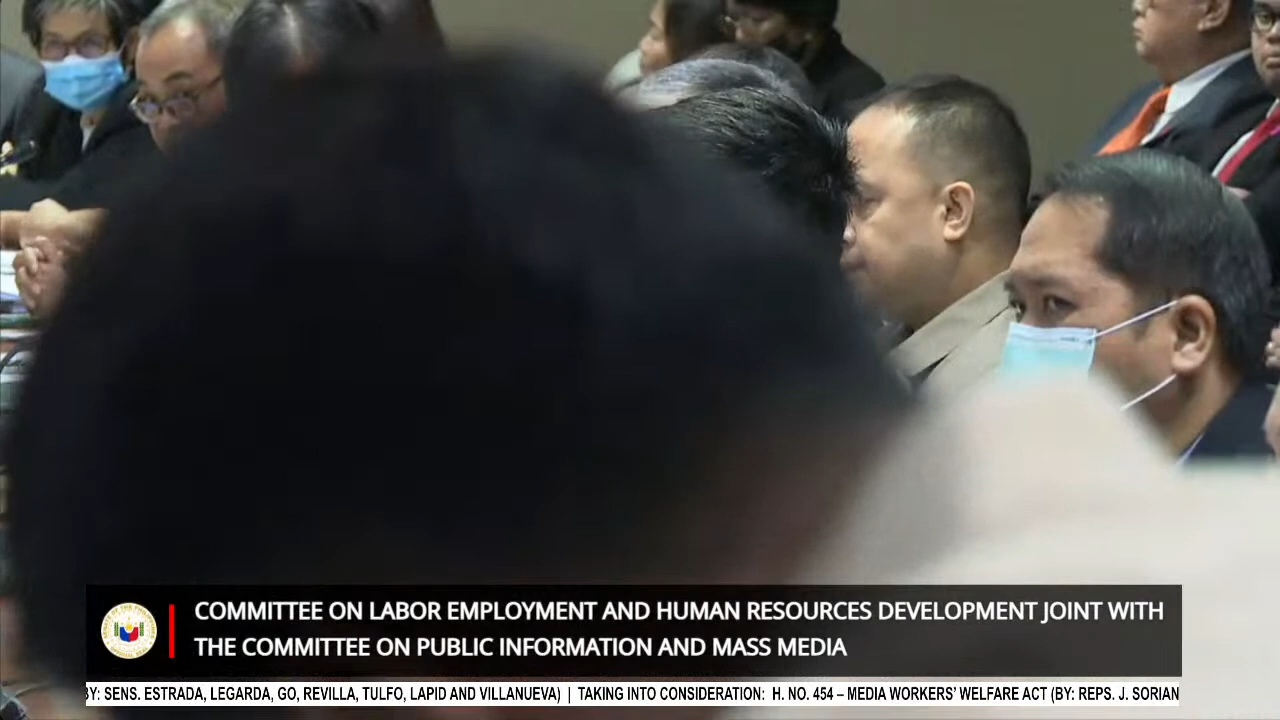 COMMITTEE ON LABOR EMPLOYMENT AND HUMAN RESOURCES DEVELOPMENT JOINT WITH
THE COMMITTEE ON PUBLIC INFORMATION AND MASS MEDIA
BY: SENS. ESTRADA, LEGARDA, GO, REVILLA, TULFO, LAPID AND VILLANUEVA) | TAKING INTO CONSIDERATION: H. NO. 454 – MEDIA WORKERS' WELFARE ACT (BY: REPS. J. SORIAN